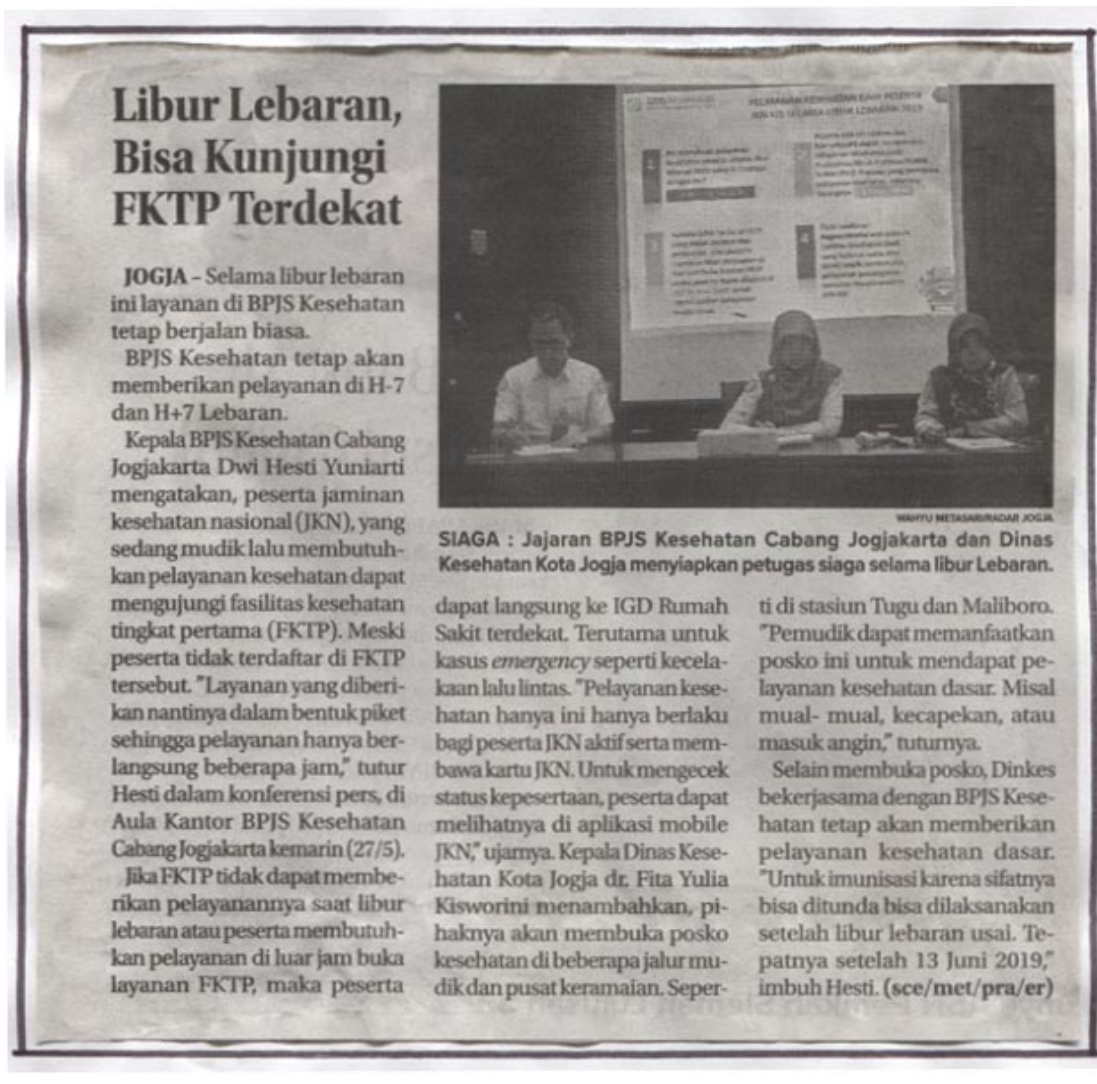 Libur Lebaran,
Bisa Kunjungi
FKTP Terdekat
JOGJA – Selama libur lebaran
ini layanan di BPJS Kesehatan
tetap berjalan biasa.
BPJS Kesehatan tetap akan
memberikan pelayanan di H-7
dan H+7 Lebaran.
Kepala BPJS Kesehatan Cabang
Jogjakarta Dwi Hesti Yuniarti
mengatakan, peserta jaminan
kesehatan nasional (JKN), yang
sedang mudik lalu membutuh-
kan pelayanan kesehatan dapat
mengujungi fasilitas kesehatan
tingkat pertama (FKTP). Meski
peserta tidak terdaftar di FKTP
tersebut. "Layanan yang diberi-
kan nantinya dalam bentuk piket
sehingga pelayanan hanya ber-
langsung beberapa jam," tutur
Hesti dalam konferensi pers, di
Aula Kantor BPJS Kesehatan
Cabang Jogjakarta kemarin (27/5).
Jika FKTP tidak dapat membe-
rikan pelayanannya saat libur
lebaran atau peserta membutuh-
kan pelayanan di luar jam buka
layanan FKTP, maka peserta
PELAYANAN KESEHATAN BAGI PESERTA
JKN-KIS SELAMA LIBUR LEBARAN 2019
WAHYU METASARI/RADAR JOGJA
SIAGA : Jajaran BPJS Kesehatan Cabang Jogjakarta dan Dinas
Kesehatan Kota Jogja menyiapkan petugas siaga selama libur Lebaran.
dapat langsung ke IGD Rumah
Sakit terdekat. Terutama untuk
kasus emergency seperti kecela-
kaan lalu lintas. "Pelayanan kese-
hatan hanya ini hanya berlaku
bagi peserta JKN aktif serta mem-
bawa kartu JKN. Untuk mengecek
status kepesertaan, peserta dapat
melihatnya di aplikasi mobile
JKN," ujarnya. Kepala Dinas Kese-
hatan Kota Jogja dr. Fita Yulia
Kisworini menambahkan, pi-
haknya akan membuka posko
kesehatan di beberapa jalur mu-
dik dan pusat keramaian. Seper-
ti di stasiun Tugu dan Maliboro.
"Pemudik dapat memanfaatkan
posko ini untuk mendapat pe-
layanan kesehatan dasar. Misal
mual- mual, kecapekan, atau
masuk angin," tuturnya.
Selain membuka posko, Dinkes
bekerjasama dengan BPJS Kese-
hatan tetap akan memberikan
pelayanan kesehatan dasar.
"Untuk imunisasi karena sifatnya
bisa ditunda bisa dilaksanakan
setelah libur lebaran usai. Te-
patnya setelah 13 Juni 2019,"
imbuh Hesti. (sce/met/pra/er)